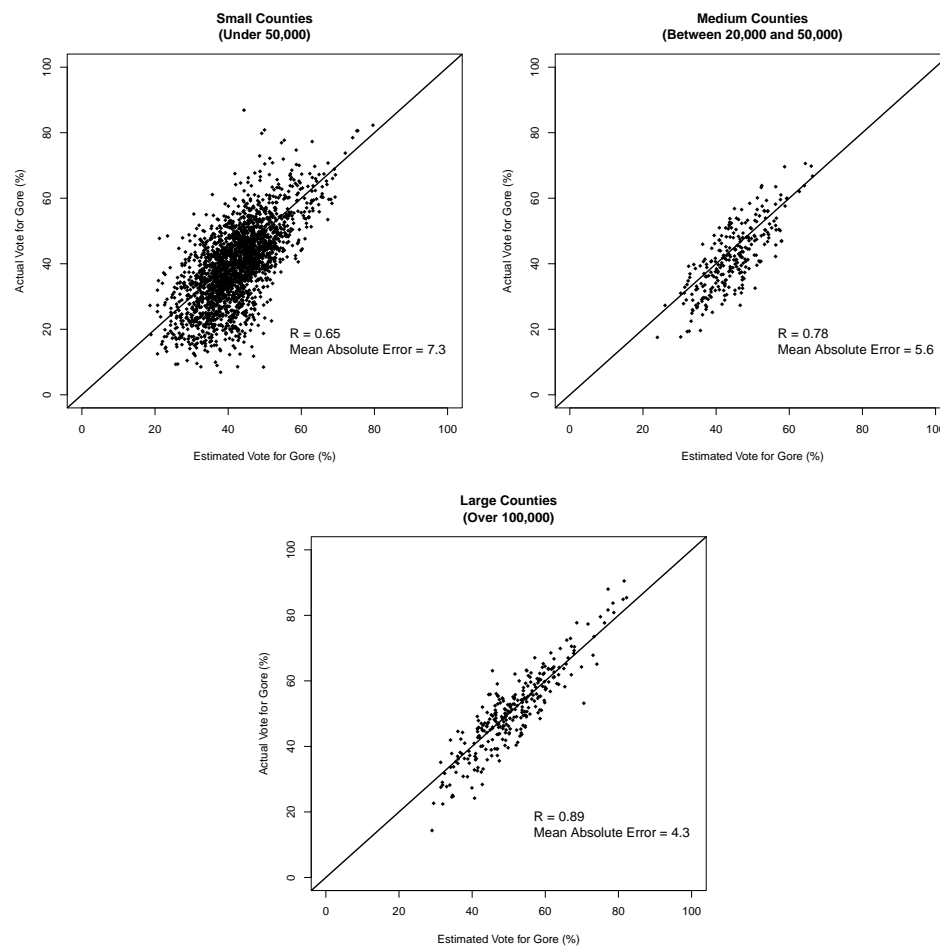 Small Counties
(Under 50,000)
Actual Vote for Gore (%)
0
20
40
60
80
100
0 20 40 60 80 100
Estimated Vote for Gore (%)
R = 0.65
Mean Absolute Error = 7.3
Medium Counties
(Between 20,000 and 50,000)
Actual Vote for Gore (%)
0
20
40
60
80
100
0 20 40 60 80 100
Estimated Vote for Gore (%)
R = 0.78
Mean Absolute Error = 5.6
Large Counties
(Over 100,000)
Actual Vote for Gore (%)
0
20
40
60
80
100
0 20 40 60 80 100
Estimated Vote for Gore (%)
R = 0.89
Mean Absolute Error = 4.3